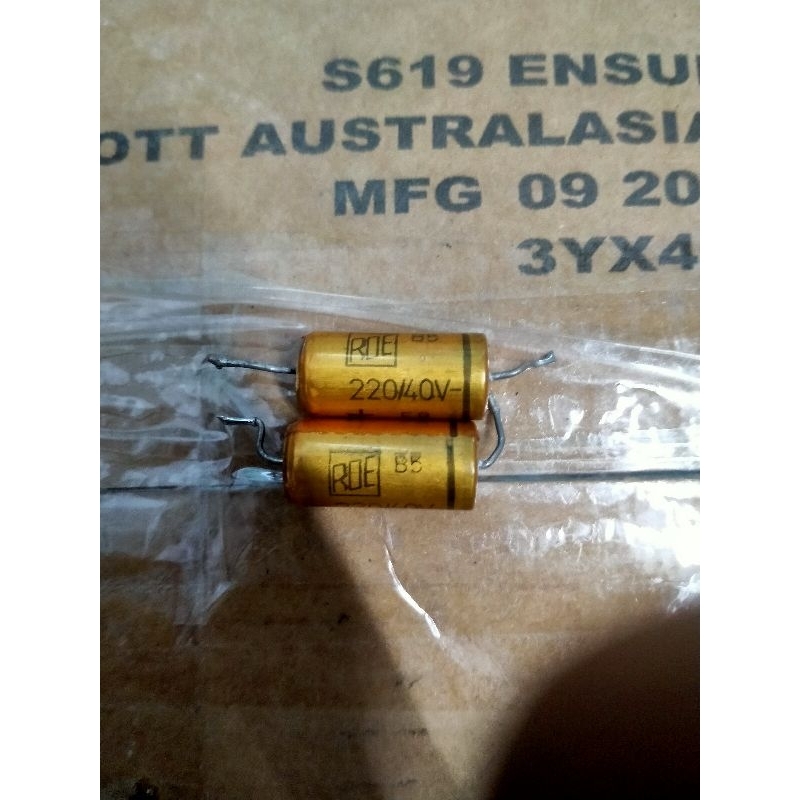 S619 ENSU
OTT AUSTRALASIA
MFG 09 20
3YX4
ROE B5
220/40V-
+
ROE B5